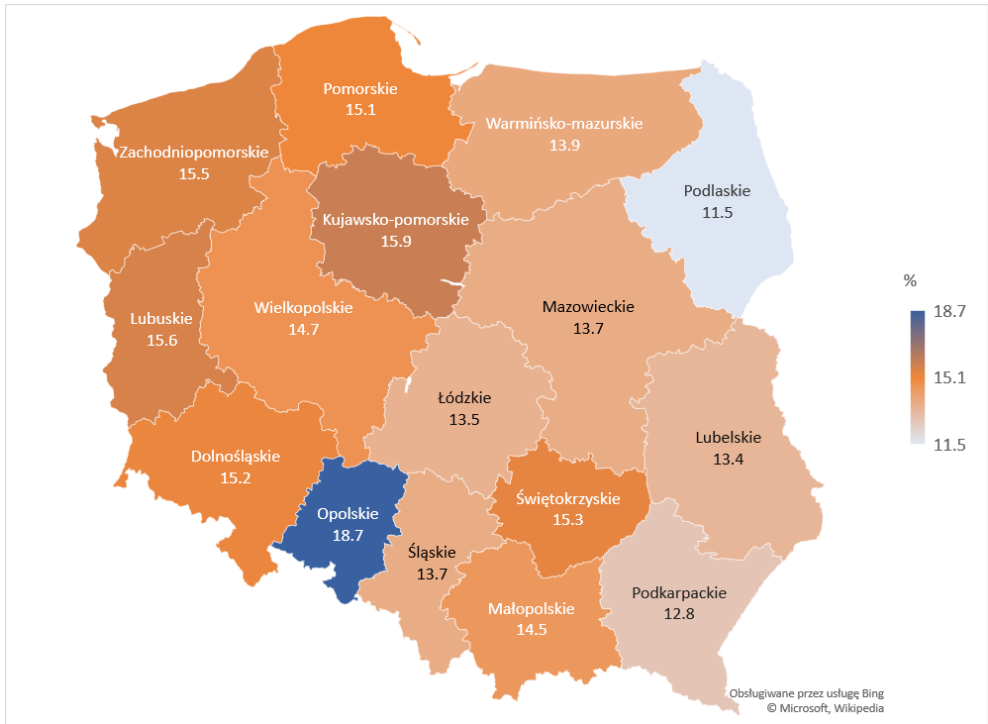 Pomorskie
15.1
Warmińsko-mazurskie
13.9
Zachodniopomorskie
15.5
Podlaskie
11.5
Kujawsko-pomorskie
15.9
%
Wielkopolskie
14.7
Mazowieckie
13.7
Lubuskie
15.6
18.7
15.1
11.5
Łódzkie
13.5
Lubelskie
13.4
Dolnośląskie
15.2
Świętokrzyskie
15.3
Opolskie
18.7
Śląskie
13.7
Podkarpackie
12.8
Małopolskie
14.5
Obsługiwane przez usługę Bing
© Microsoft, Wikipedia